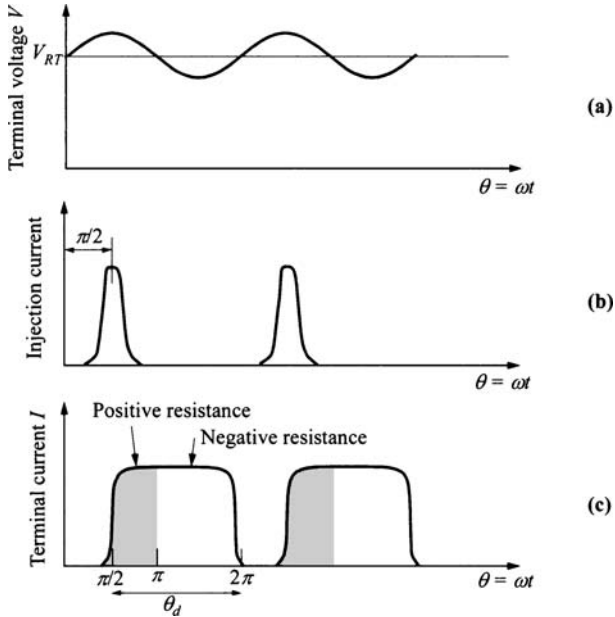 Terminal voltage V
V_RT
(a)
θ = ωt
Injection current
π/2
(b)
θ = ωt
Terminal current I
Positive resistance
Negative resistance
(c)
π/2 π 2π
θ = ωt
θ_d